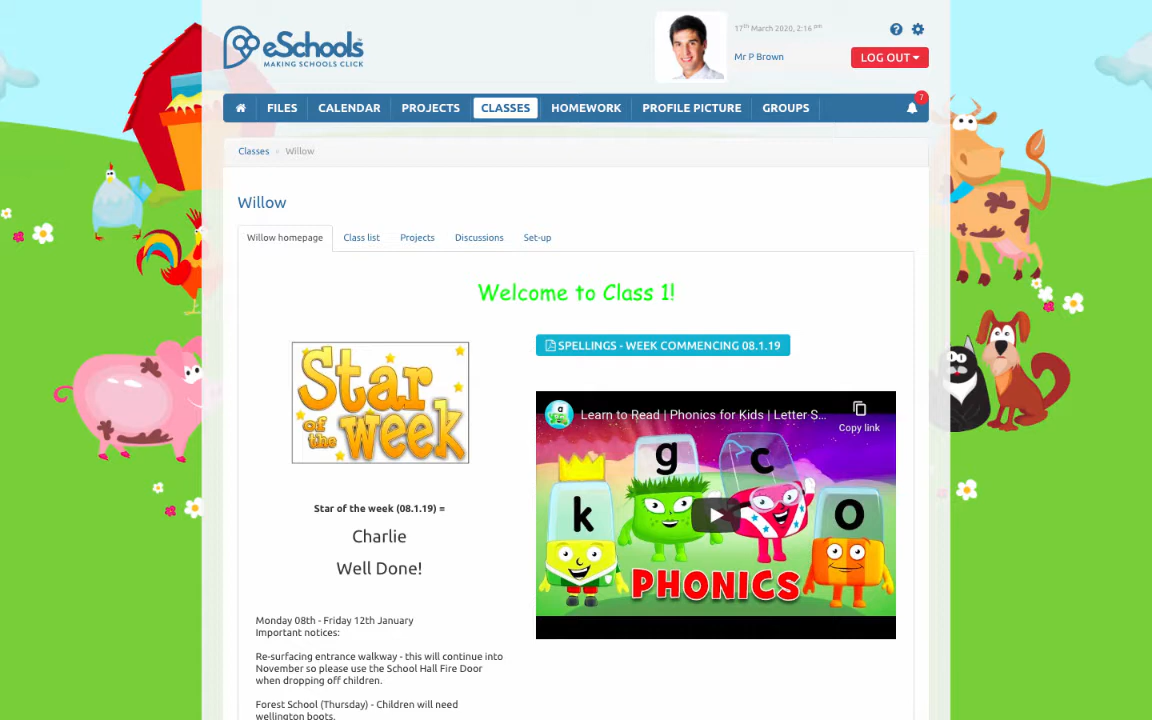 eSchools
MAKING SCHOOLS CLICK
17th March 2020, 2:16 pm
Mr P Brown
LOG OUT
FILES CALENDAR PROJECTS CLASSES HOMEWORK PROFILE PICTURE GROUPS
7
Classes » Willow
Willow
Willow homepage Class list Projects Discussions Set-up
Welcome to Class 1!
SPELLINGS - WEEK COMMENCING 08.1.19
Star of the week
Learn to Read | Phonics for Kids | Letter S...
Copy link
k g c o
PHONICS
Star of the week (08.1.19) =
Charlie
Well Done!
Monday 08th - Friday 12th January
Important notices:
Re-surfacing entrance walkway - this will continue into
November so please use the School Hall Fire Door
when dropping off children.
Forest School (Thursday) - Children will need
wellington boots.